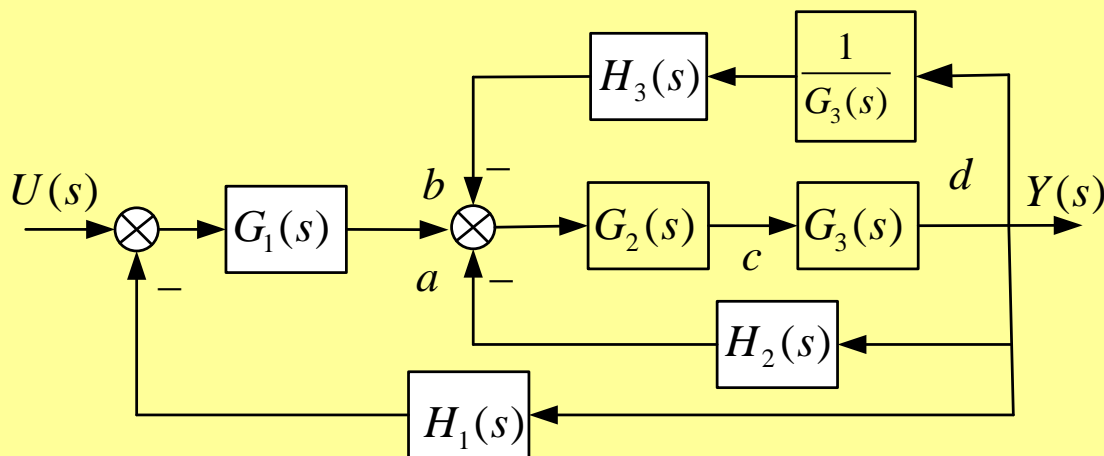 H₃(s)
1
G₃(s)
U(s)
b
−
d
Y(s)
G₁(s)
G₂(s)
G₃(s)
a
−
c
−
H₂(s)
H₁(s)